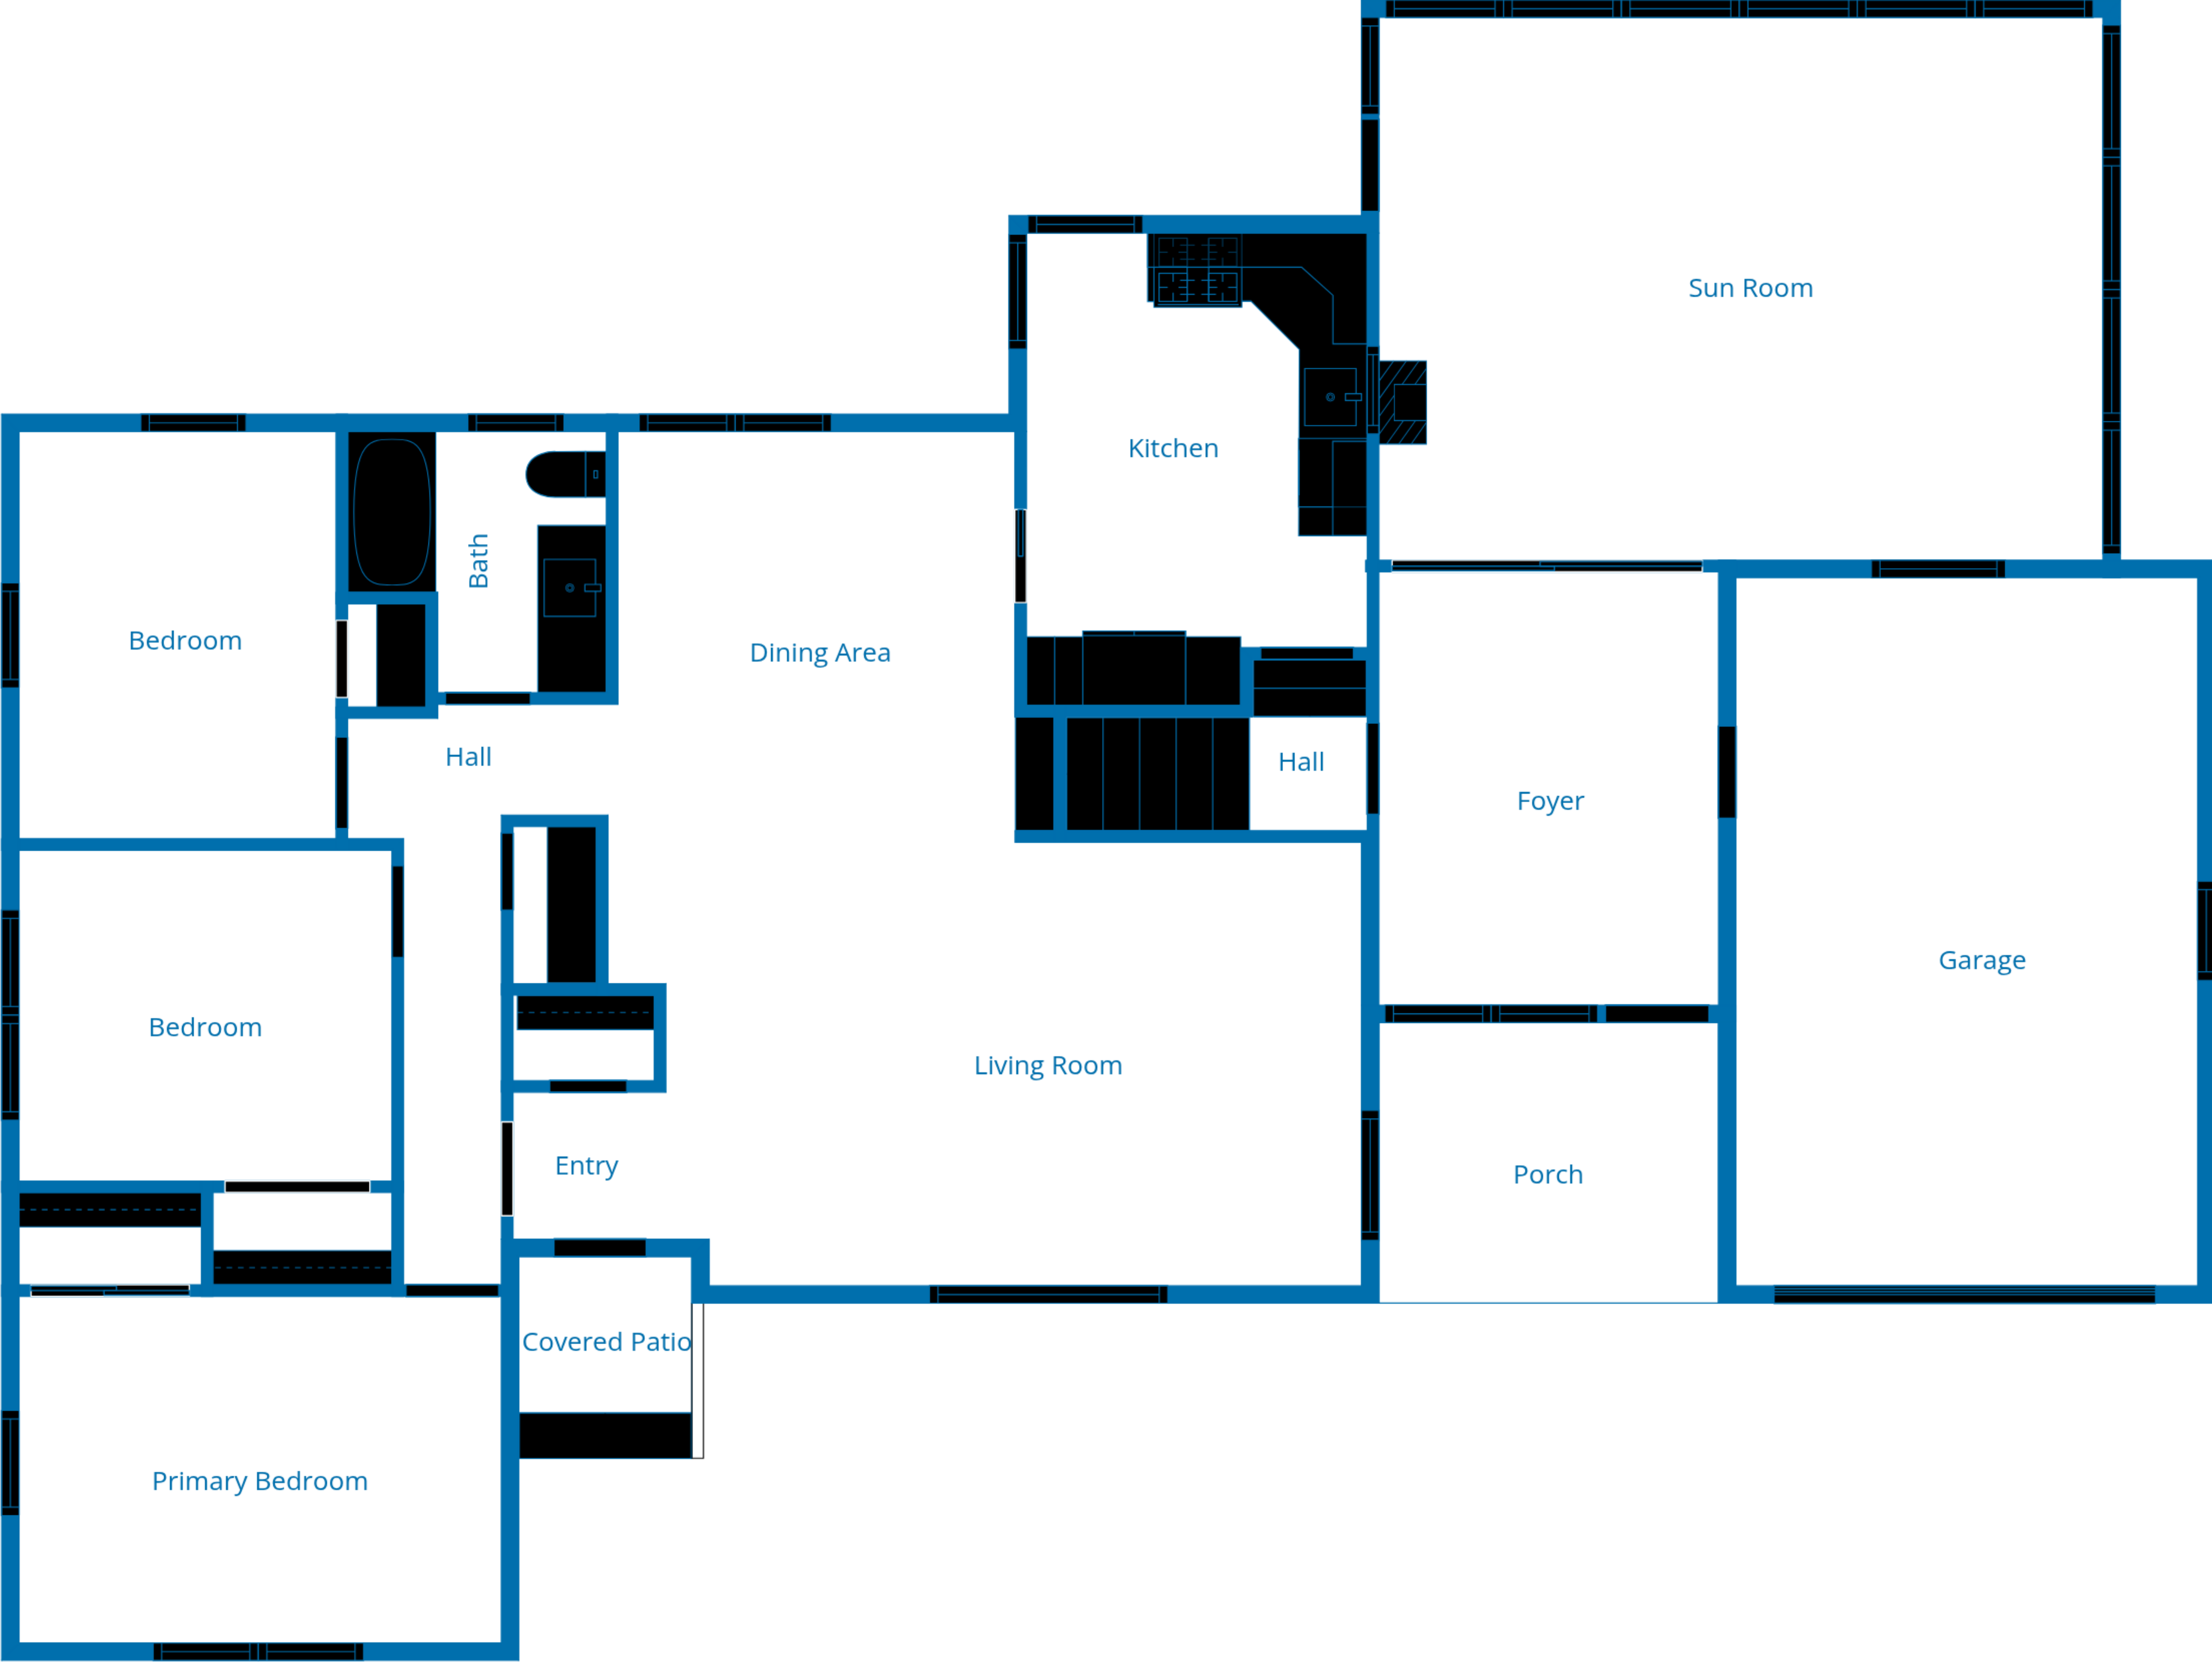 Sun Room
Kitchen
Bath
Bedroom
Dining Area
Hall
Hall
Foyer
Garage
Bedroom
Living Room
Entry
Porch
Covered Patio
Primary Bedroom